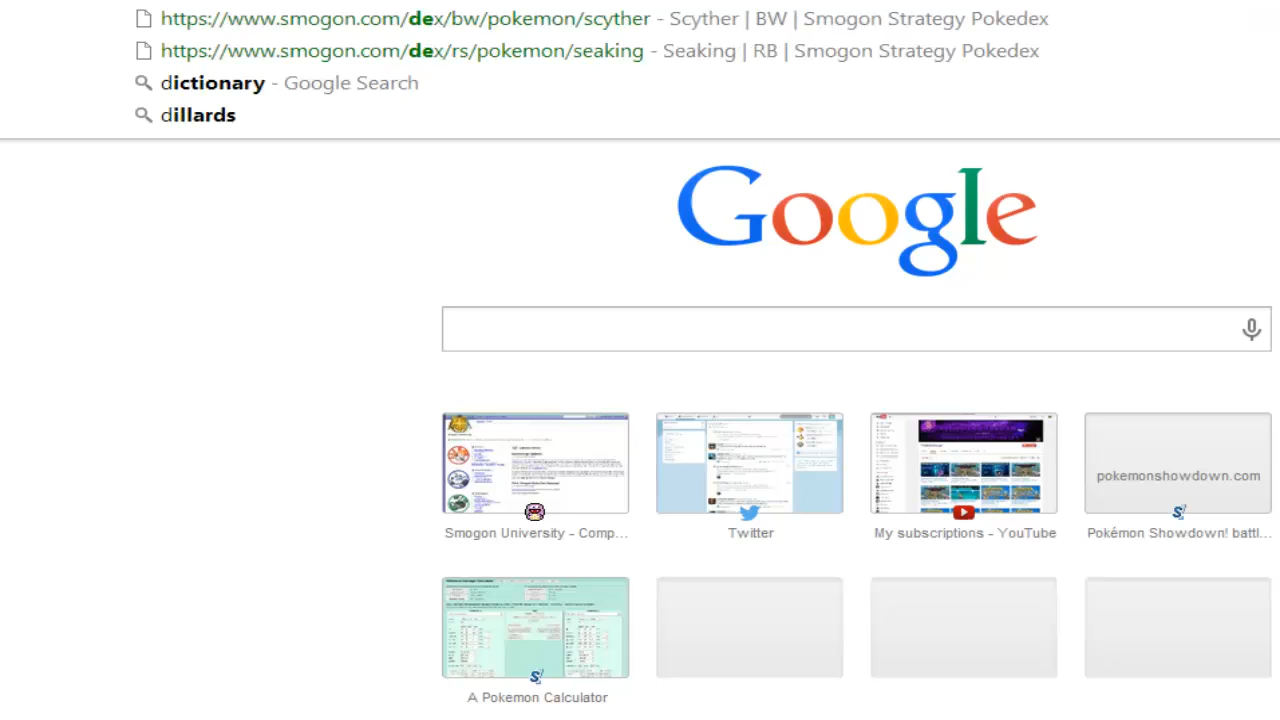 https://www.smogon.com/dex/bw/pokemon/scyther - Scyther | BW | Smogon Strategy Pokedex
https://www.smogon.com/dex/rs/pokemon/seaking - Seaking | RB | Smogon Strategy Pokedex
dictionary - Google Search
dillards
Google
pokemonshowdown.com
Smogon University - Comp...
Twitter
My subscriptions - YouTube
Pokémon Showdown! battl...
A Pokemon Calculator